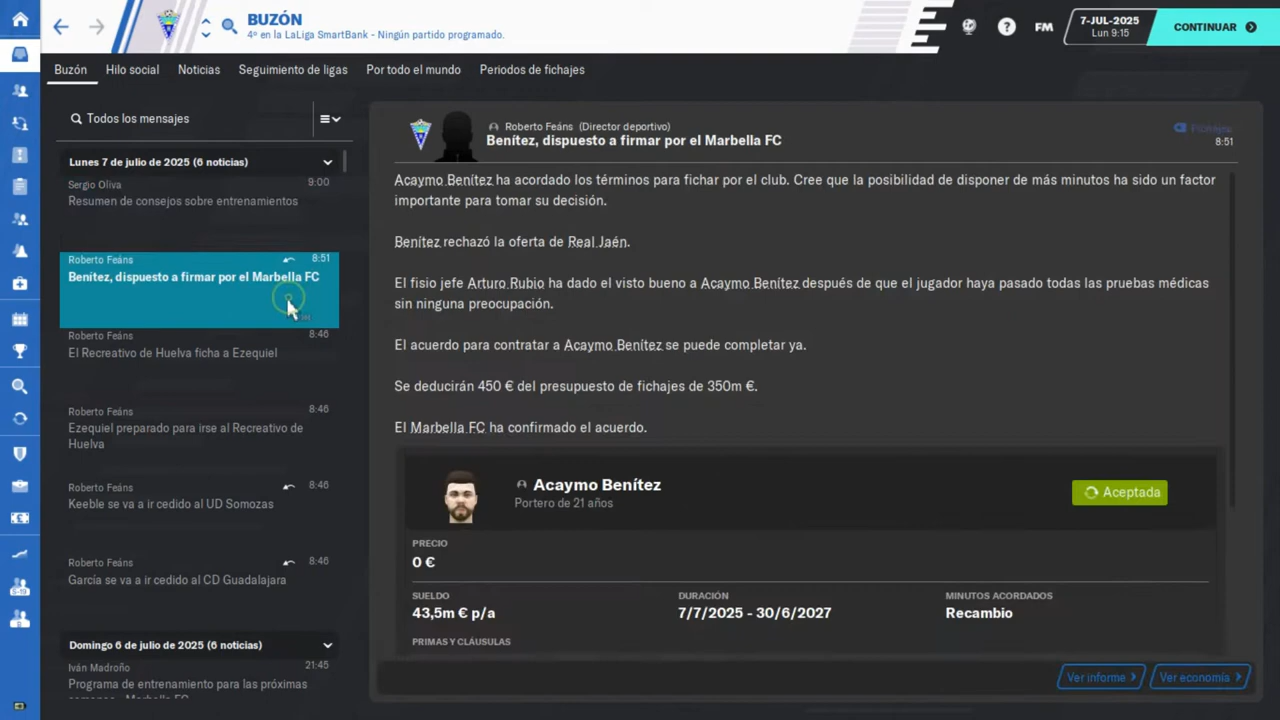 BUZÓN
4º en la LaLiga SmartBank - Ningún partido programado.
FM
7-JUL-2025
Lun 9:15
CONTINUAR
Buzón
Hilo social
Noticias
Seguimiento de ligas
Por todo el mundo
Periodos de fichajes
Todos los mensajes
Lunes 7 de julio de 2025 (6 noticias)
Sergio Oliva 9:00
Resumen de consejos sobre entrenamientos
Roberto Feáns 8:51
Benítez, dispuesto a firmar por el Marbella FC
Roberto Feáns 8:46
El Recreativo de Huelva ficha a Ezequiel
Roberto Feáns 8:46
Ezequiel preparado para irse al Recreativo de
Huelva
Roberto Feáns 8:46
Keeble se va a ir cedido al UD Somozas
Roberto Feáns 8:46
García se va a ir cedido al CD Guadalajara
Domingo 6 de julio de 2025 (6 noticias)
Iván Madroño 21:45
Programa de entrenamiento para las próximas
semanas - Marbella FC
Roberto Feáns (Director deportivo)
Benítez, dispuesto a firmar por el Marbella FC
Fichajes
8:51
Acaymo Benítez ha acordado los términos para fichar por el club. Cree que la posibilidad de disponer de más minutos ha sido un factor
importante para tomar su decisión.
Benítez rechazó la oferta de Real Jaén.
El fisio jefe Arturo Rubio ha dado el visto bueno a Acaymo Benítez después de que el jugador haya pasado todas las pruebas médicas
sin ninguna preocupación.
El acuerdo para contratar a Acaymo Benítez se puede completar ya.
Se deducirán 450 € del presupuesto de fichajes de 350m €.
El Marbella FC ha confirmado el acuerdo.
Acaymo Benítez
Portero de 21 años
Aceptada
PRECIO
0 €
SUELDO
43,5m € p/a
DURACIÓN
7/7/2025 - 30/6/2027
MINUTOS ACORDADOS
Recambio
PRIMAS Y CLÁUSULAS
Ver informe
Ver economía